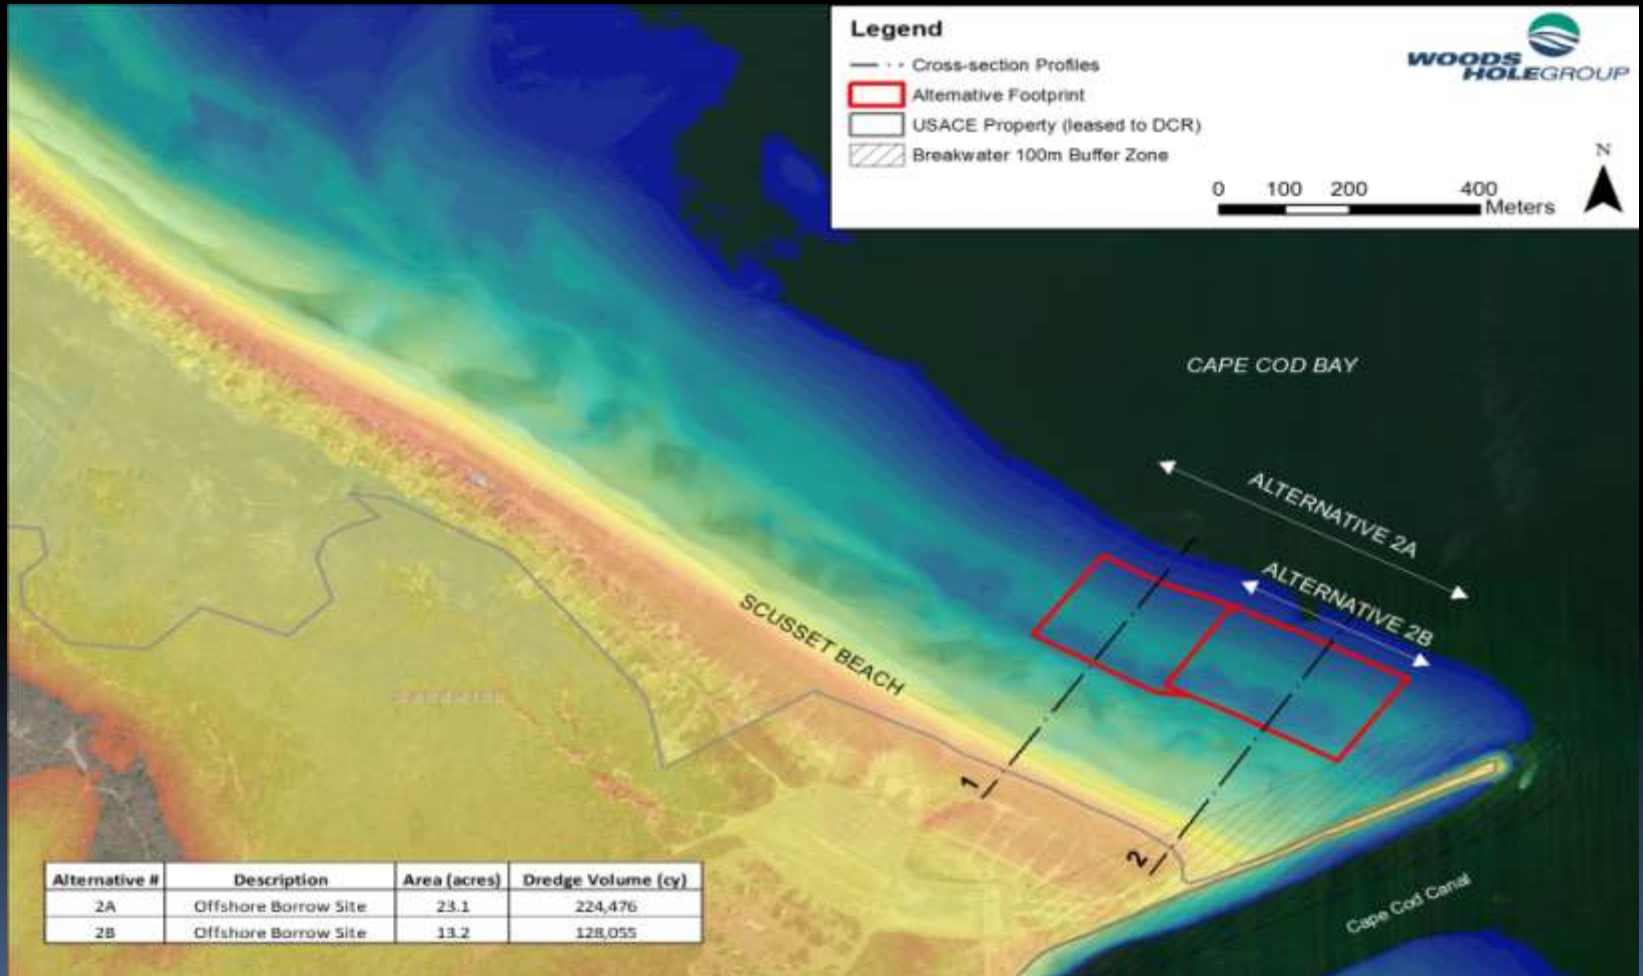 Legend
Cross-section Profiles
Alternative Footprint
USACE Property (leased to DCR)
Breakwater 100m Buffer Zone
WOODS
HOLEGROUP
N
0 100 200 400
Meters
CAPE COD BAY
ALTERNATIVE 2A
ALTERNATIVE 2B
SCUSSET BEACH
1
2
Cape Cod Canal
Alternative # Description Area (acres) Dredge Volume (cy)
2A Offshore Borrow Site 23.1 224,476
2B Offshore Borrow Site 13.2 128,055